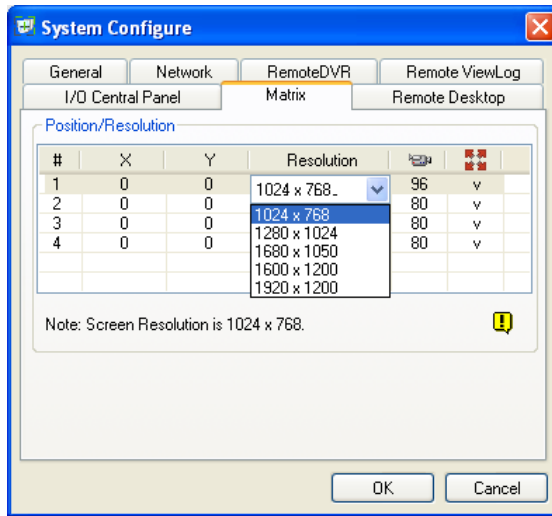 System Configure
General Network RemoteDVR Remote ViewLog
I/O Central Panel Matrix Remote Desktop
Position/Resolution
# X Y Resolution
1 0 0 1024 x 768 96 v
2 0 0 80 v
3 0 0 80 v
4 0 0 80 v
1024 x 768
1280 x 1024
1680 x 1050
1600 x 1200
1920 x 1200
Note: Screen Resolution is 1024 x 768.
OK Cancel